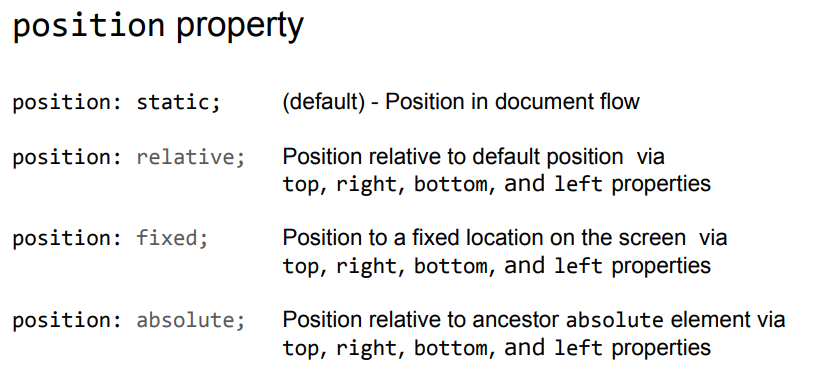 position property
position: static; (default) - Position in document flow
position: relative; Position relative to default position via
top, right, bottom, and left properties
position: fixed; Position to a fixed location on the screen via
top, right, bottom, and left properties
position: absolute; Position relative to ancestor absolute element via
top, right, bottom, and left properties